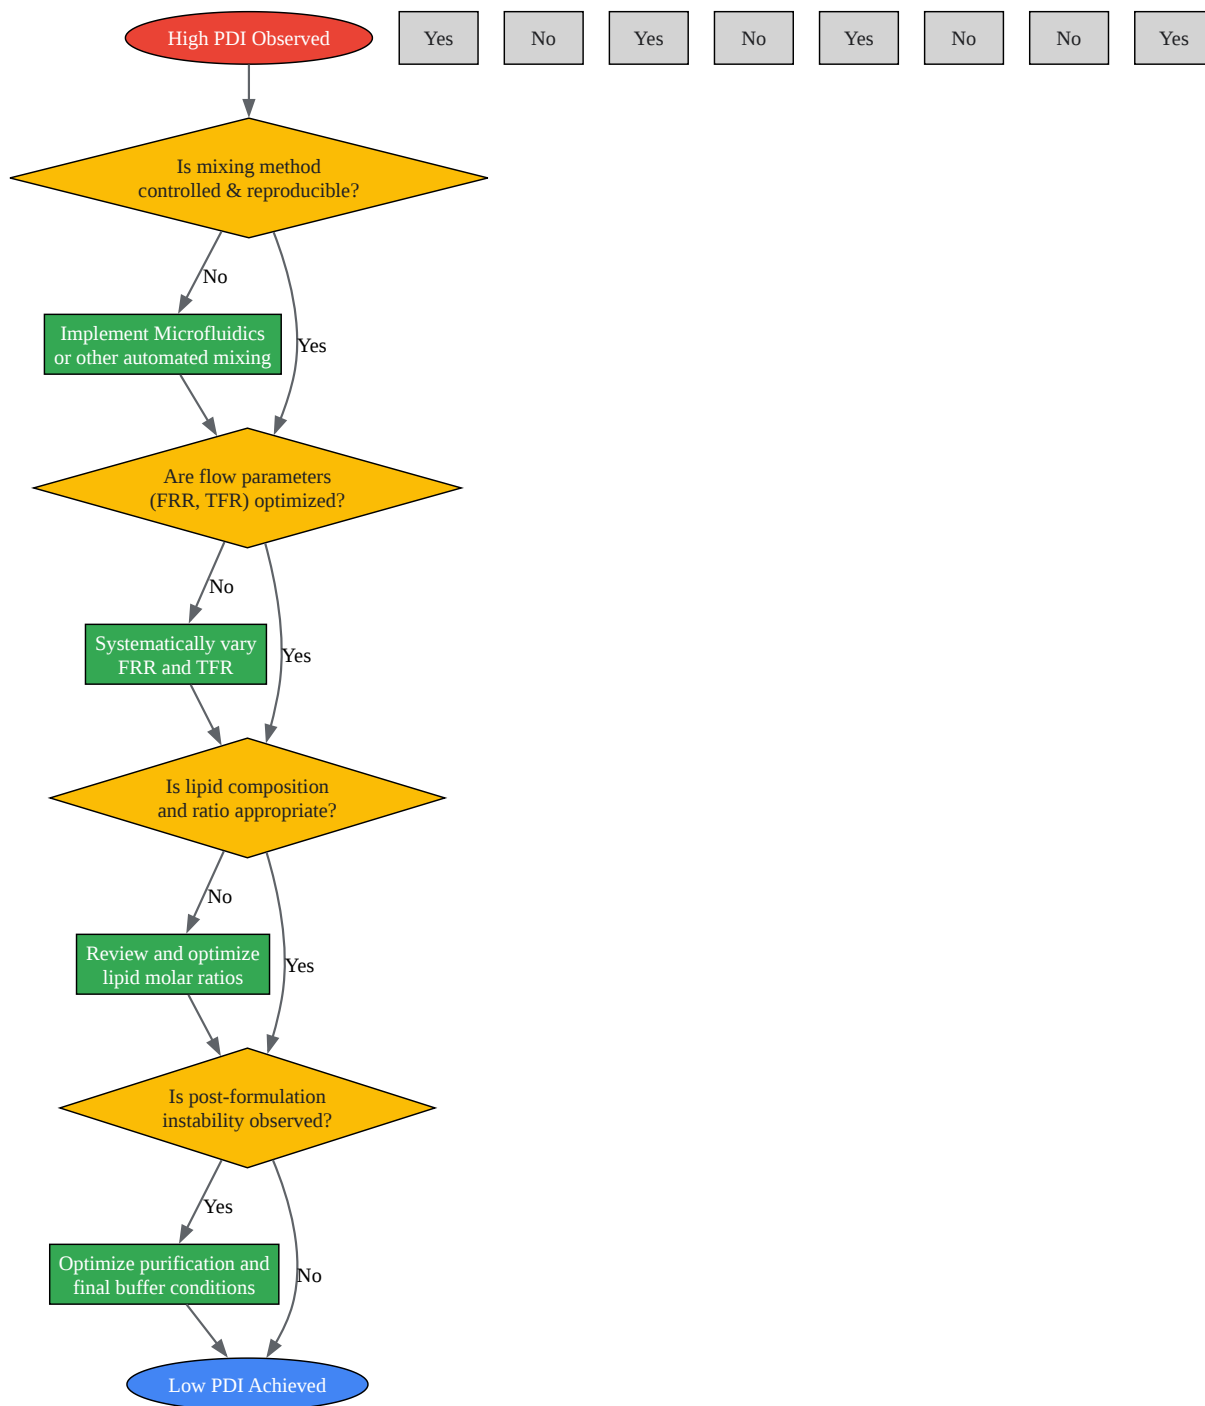 High PDI Observed
Yes
No
Yes
No
Yes
No
No
Yes
Is mixing method
controlled & reproducible?
No
Implement Microfluidics
or other automated mixing
Yes
Are flow parameters
(FRR, TFR) optimized?
No
Systematically vary
FRR and TFR
Yes
Is lipid composition
and ratio appropriate?
No
Review and optimize
lipid molar ratios
Yes
Is post-formulation
instability observed?
Yes
Optimize purification and
final buffer conditions
No
Low PDI Achieved